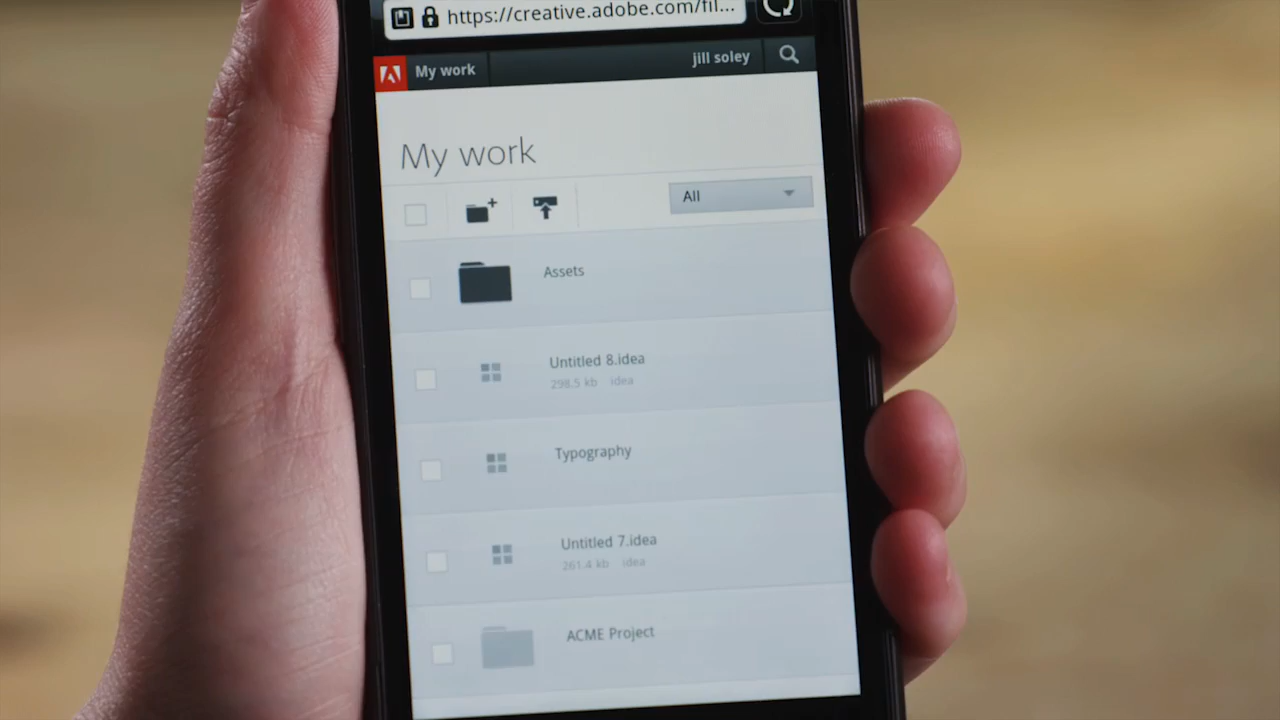 https://creative.adobe.com/fil...
My work
jill soley
My work
All
Assets
Untitled 8.idea
298.5 kb idea
Typography
Untitled 7.idea
261.4 kb idea
ACME Project